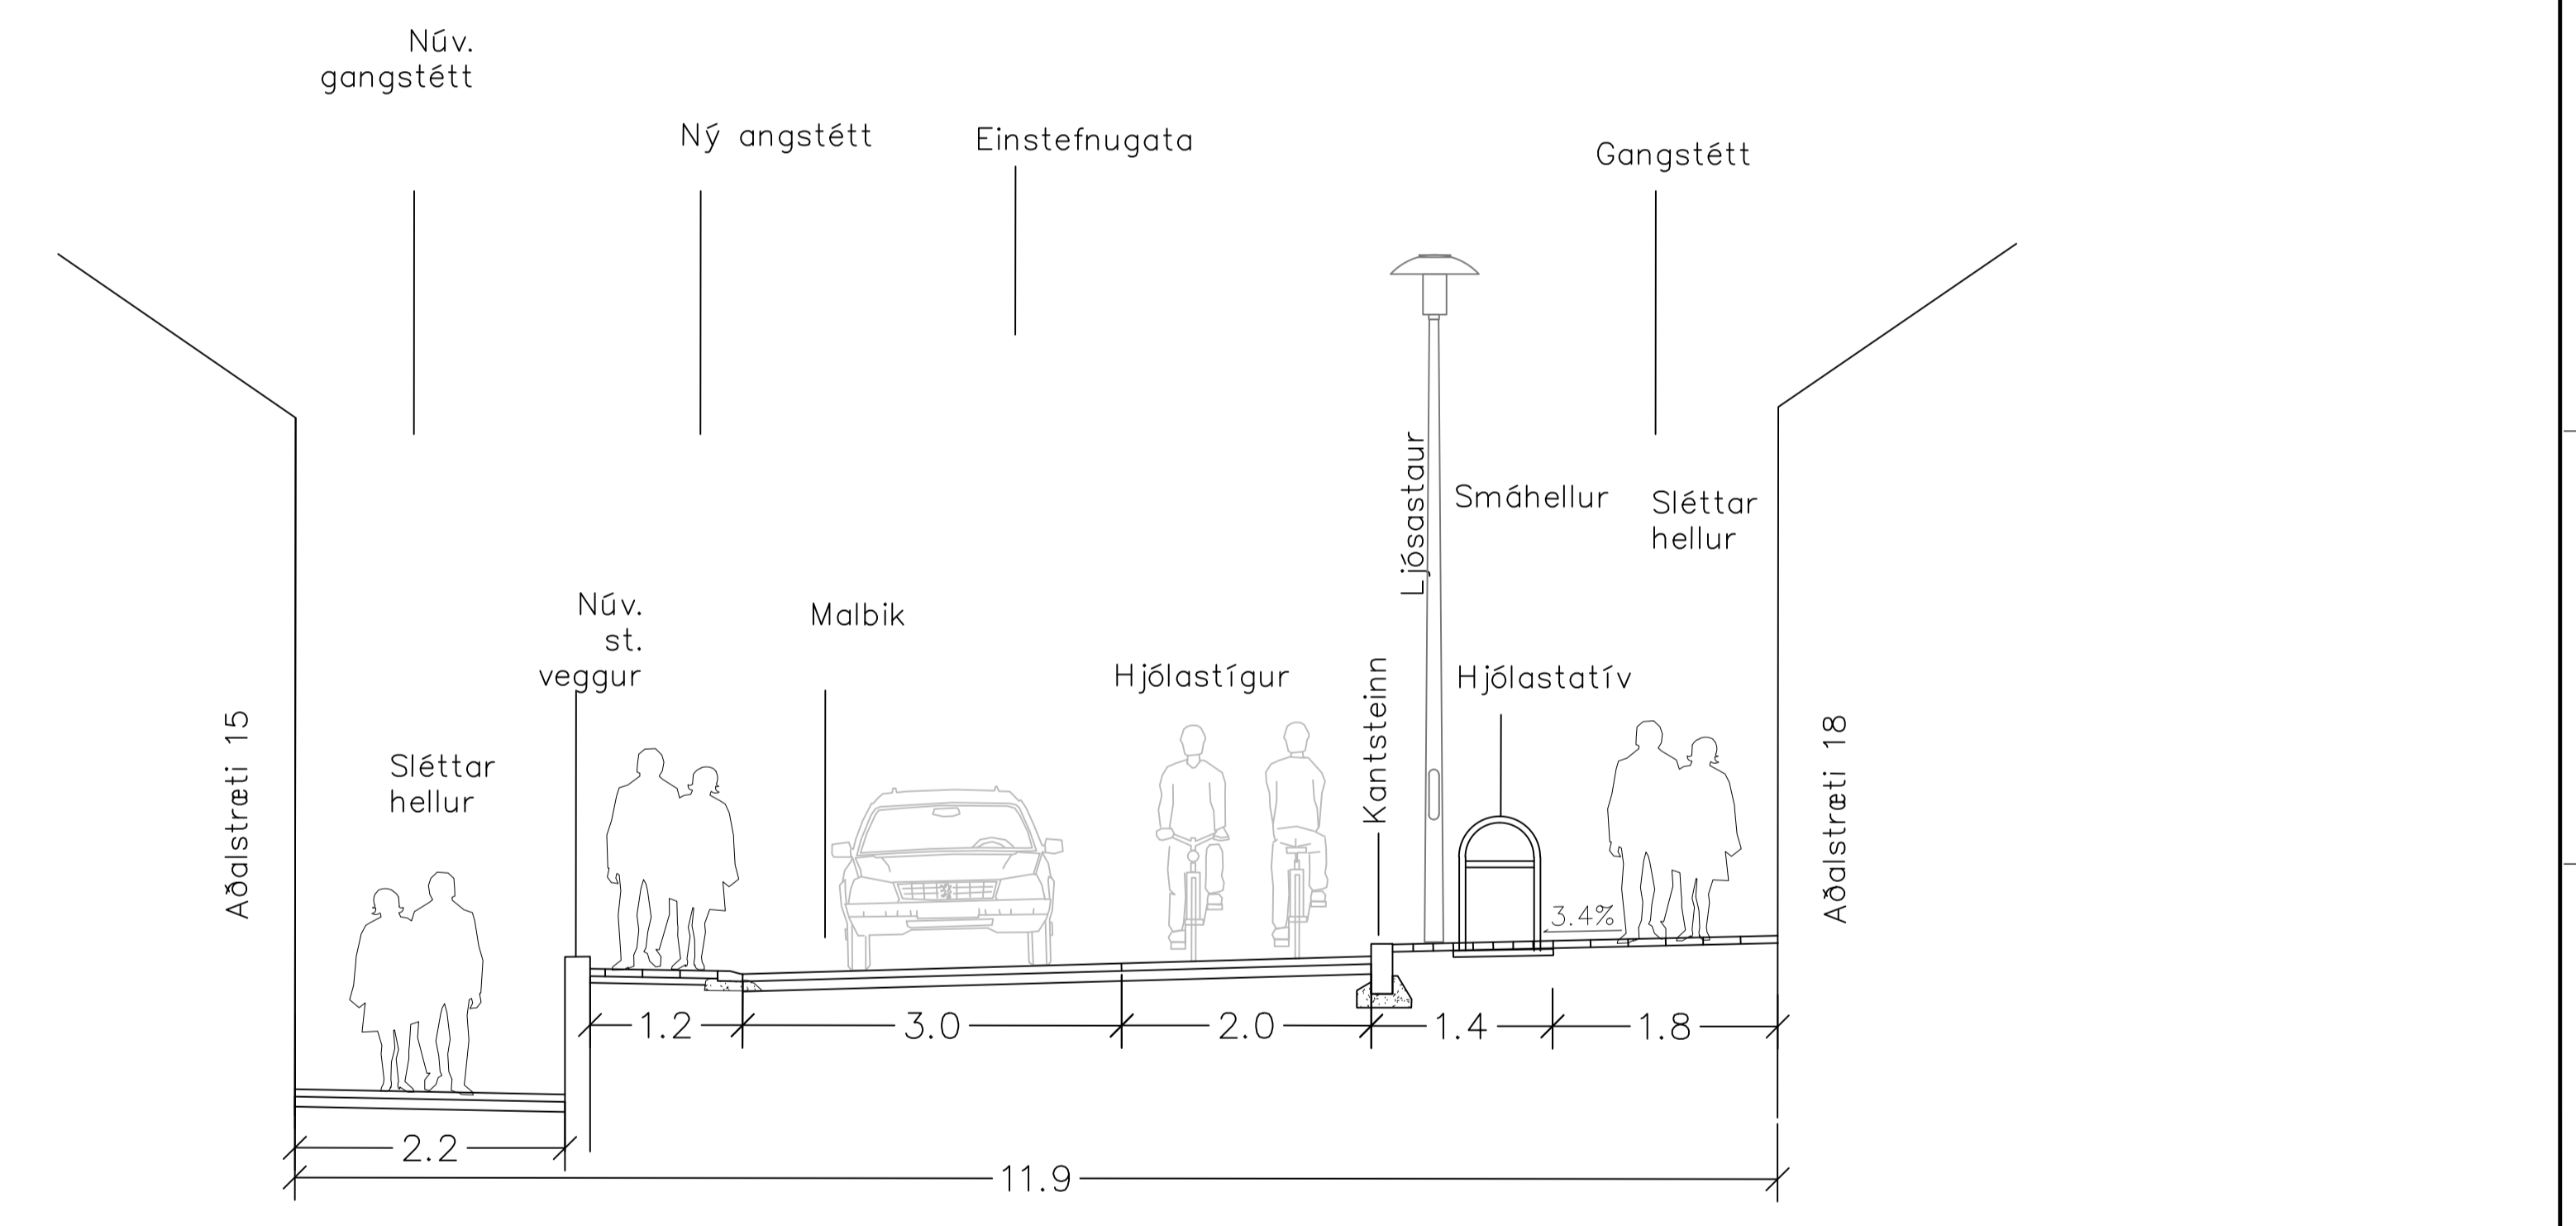 Núv.
gangstétt
Ný angstétt
Einstefnugata
Gangstétt
Ljósastaur
Smáhellur
Sléttar
hellur
Núv.
st.
veggur
Malbik
Hjólastígur
Kantsteinn
Hjólastatív
Aðalstræti 15
Sléttar
hellur
Aðalstræti 18
3.4%
1.2
3.0
2.0
1.4
1.8
2.2
11.9